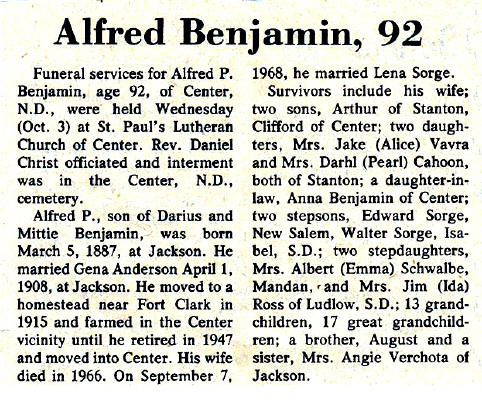 Alfred Benjamin, 92
Funeral services for Alfred P.
Benjamin, age 92, of Center,
N.D., were held Wednesday
(Oct. 3) at St. Paul's Lutheran
Church of Center. Rev. Daniel
Christ officiated and interment
was in the Center, N.D.,
cemetery.
Alfred P., son of Darius and
Mittie Benjamin, was born
March 5, 1887, at Jackson. He
married Gena Anderson April 1,
1908, at Jackson. He moved to a
homestead near Fort Clark in
1915 and farmed in the Center
vicinity until he retired in 1947
and moved into Center. His wife
died in 1966. On September 7,
1968, he married Lena Sorge.
Survivors include his wife;
two sons, Arthur of Stanton,
Clifford of Center; two daugh-
ters, Mrs. Jake (Alice) Vavra
and Mrs. Darhl (Pearl) Cahoon,
both of Stanton; a daughter-in-
law, Anna Benjamin of Center;
two stepsons, Edward Sorge,
New Salem, Walter Sorge, Isa-
bel, S.D.; two stepdaughters,
Mrs. Albert (Emma) Schwalbe,
Mandan, and Mrs. Jim (Ida)
Ross of Ludlow, S.D.; 13 grand-
children, 17 great grandchild-
ren; a brother, August and a
sister, Mrs. Angie Verchota of
Jackson.